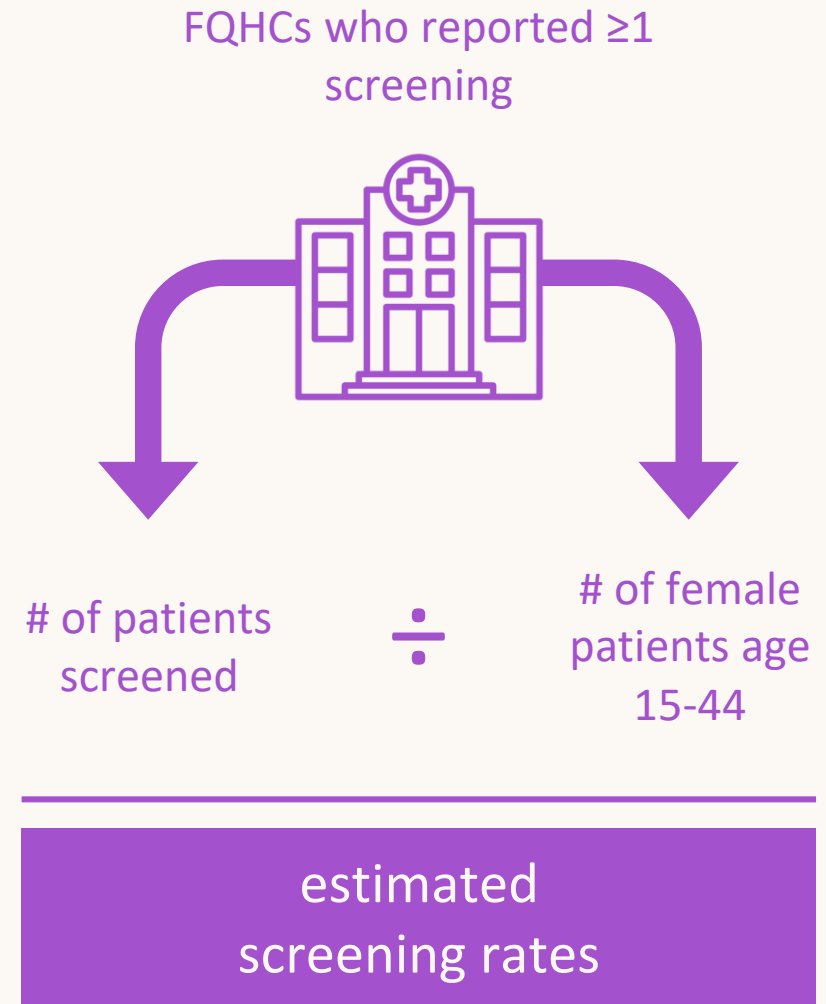 FQHCs who reported ≥1
screening
# of patients
screened
÷
# of female
patients age
15-44
estimated
screening rates